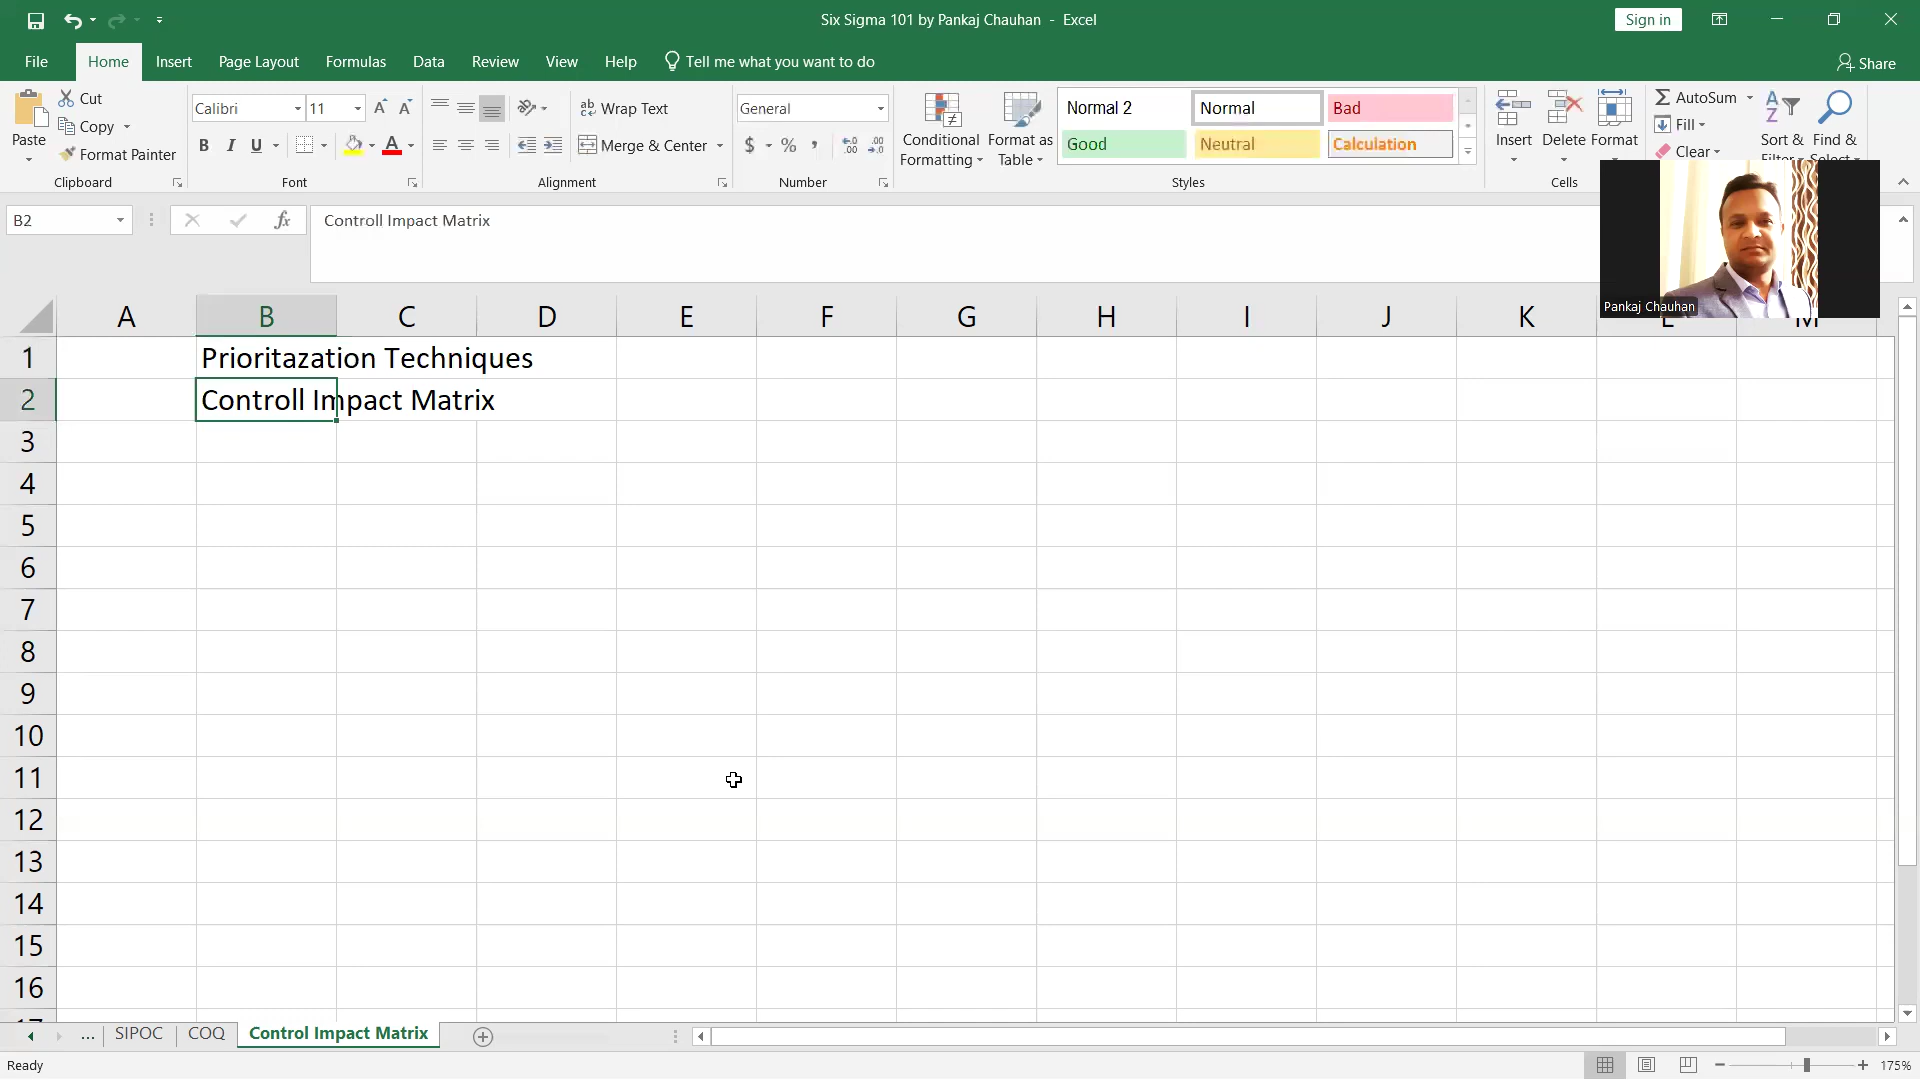 Six Sigma 101 by Pankaj Chauhan - Excel
Sign in
File Home Insert Page Layout Formulas Data Review View Help Tell me what you want to do
Share
Paste
Cut
Copy
Format Painter
Clipboard
Calibri 11
A A
B I U A
Font
ab Wrap Text
Merge & Center
Alignment
General
$ %
Number
Conditional Formatting
Format as Table
Normal 2 Normal Bad
Good Neutral Calculation
Styles
Insert Delete Format
Cells
AutoSum
Fill
Clear
Sort &
Find &
B2
fx
Controll Impact Matrix
Pankaj Chauhan
A B C D E F G H I J K
1 Prioritazation Techniques
2 Controll Impact Matrix
3
4
5
6
7
8
9
10
11
12
13
14
15
16
... SIPOC COQ Control Impact Matrix
Ready
175%